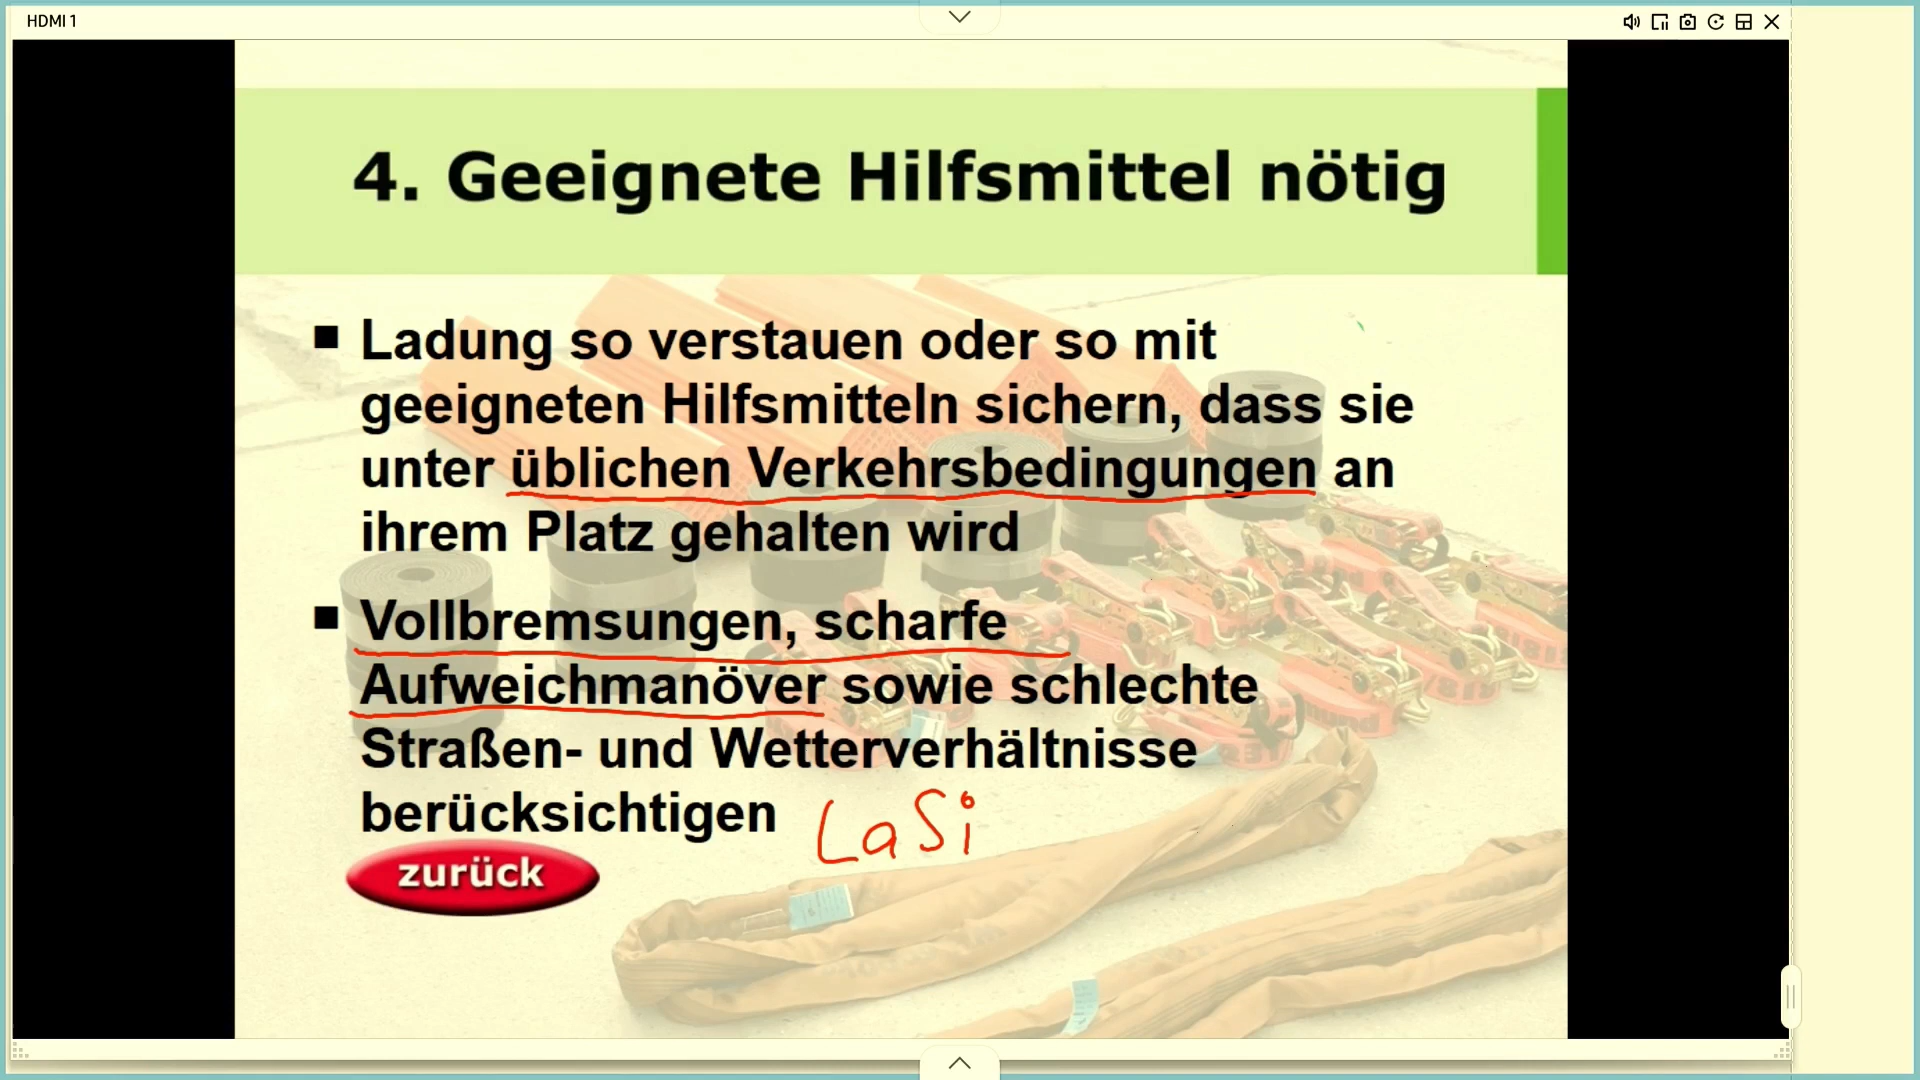 HDMI 1
4. Geeignete Hilfsmittel nötig
Ladung so verstauen oder so mit
geeigneten Hilfsmitteln sichern, dass sie
unter üblichen Verkehrsbedingungen an
ihrem Platz gehalten wird
Vollbremsungen, scharfe
Aufweichmanöver sowie schlechte
Straßen- und Wetterverhältnisse
berücksichtigen
LaSi
zurück